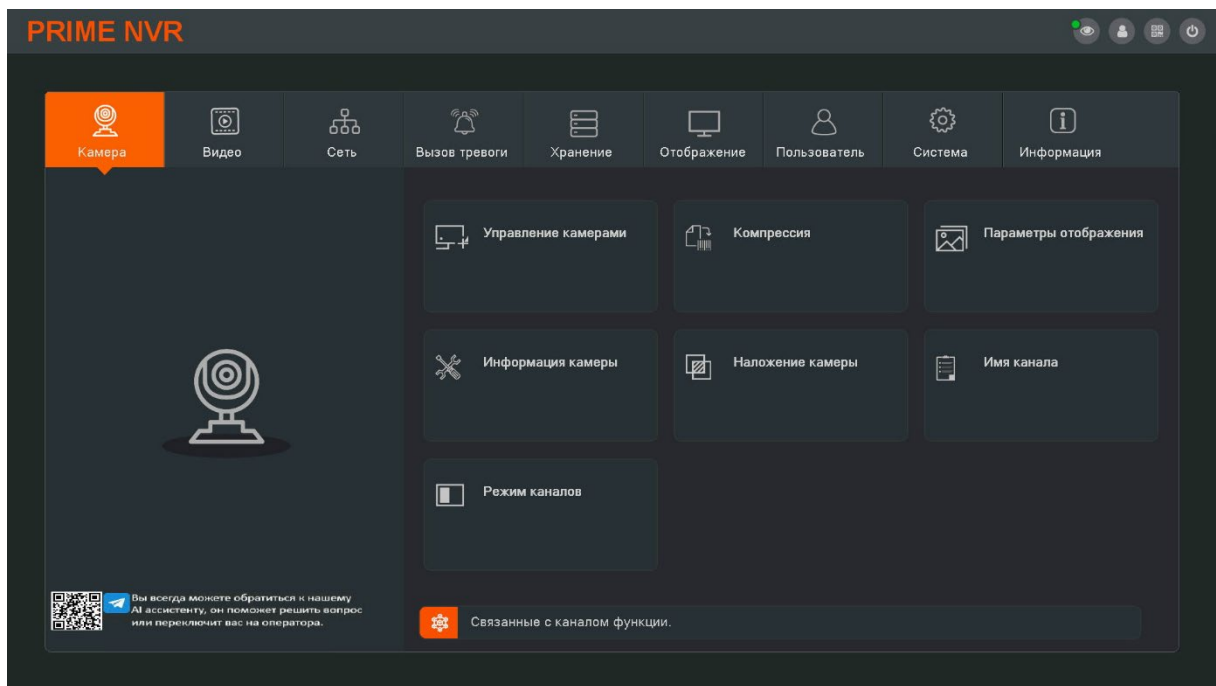 PRIME NVR
Камера
Видео
Сеть
Вызов тревоги
Хранение
Отображение
Пользователь
Система
Информация
Управление камерами
Компрессия
Параметры отображения
Информация камеры
Наложение камеры
Имя канала
Режим каналов
Вы всегда можете обратиться к нашему
AI ассистенту, он поможет решить вопрос
или переключит вас на оператора.
Связанные с каналом функции.